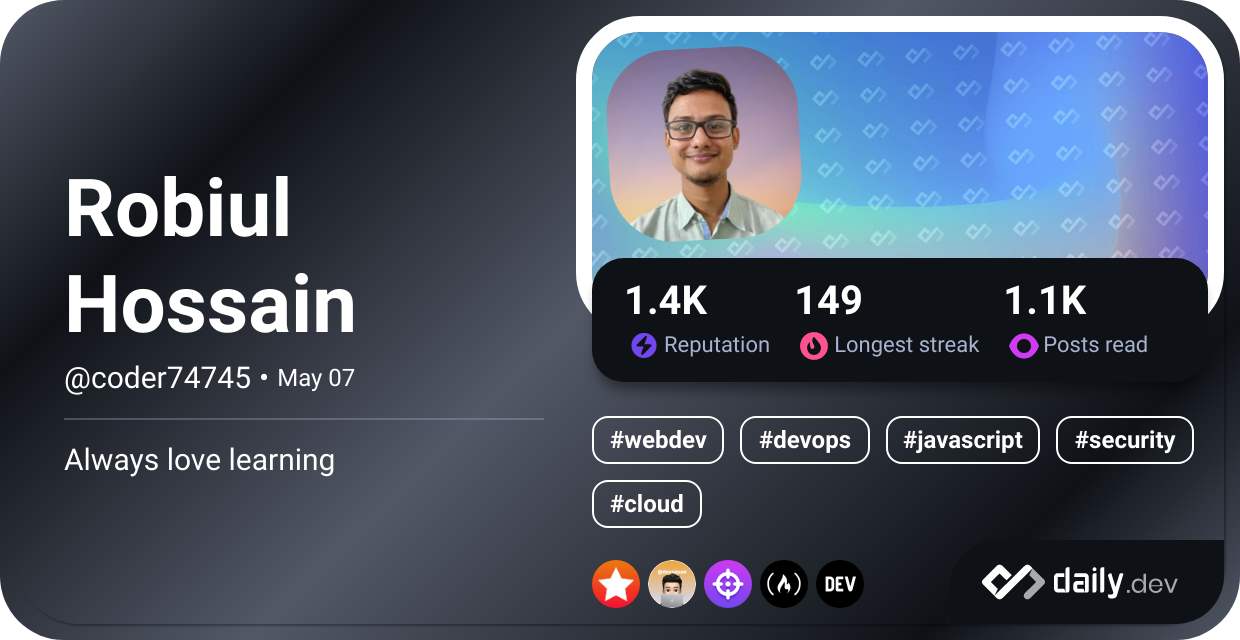 Robiul
Hossain
@coder74745 • May 07
Always love learning
1.4K 149 1.1K
Reputation Longest streak Posts read
#webdev #devops #javascript #security
#cloud
DEV
daily.dev